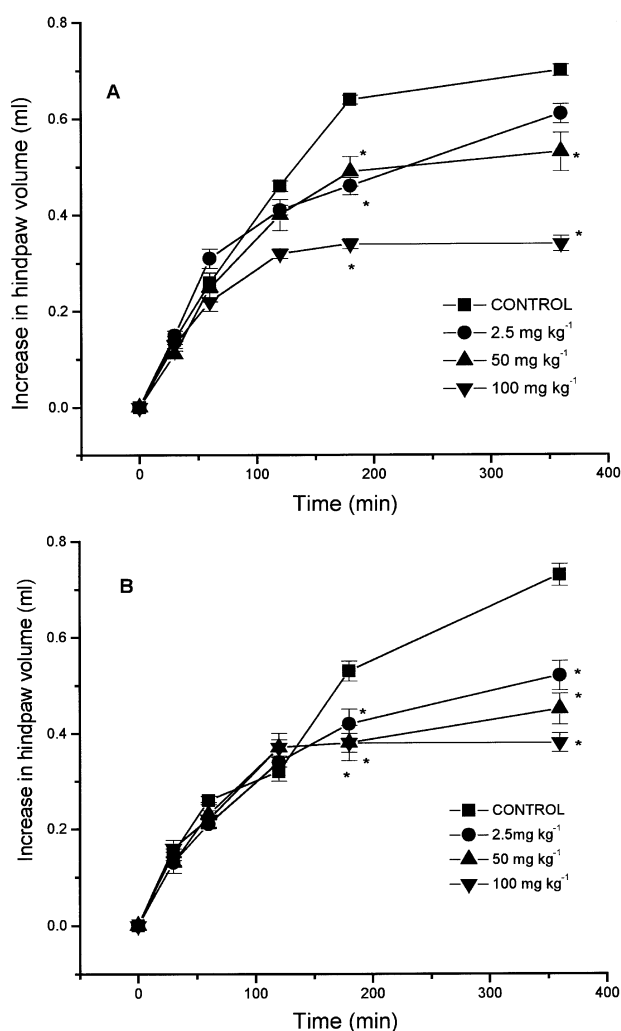 0.8
A
0.6
*
*
*
0.4
*
*
0.2
CONTROL
2.5 mg kg⁻¹
50 mg kg⁻¹
100 mg kg⁻¹
0.0
Increase in hindpaw volume (ml)
0 100 200 300 400
Time (min)
0.8
B
0.6
*
*
*
0.4
*
*
*
0.2
CONTROL
2.5mg kg⁻¹
50 mg kg⁻¹
100 mg kg⁻¹
0.0
Increase in hindpaw volume (ml)
0 100 200 300 400
Time (min)